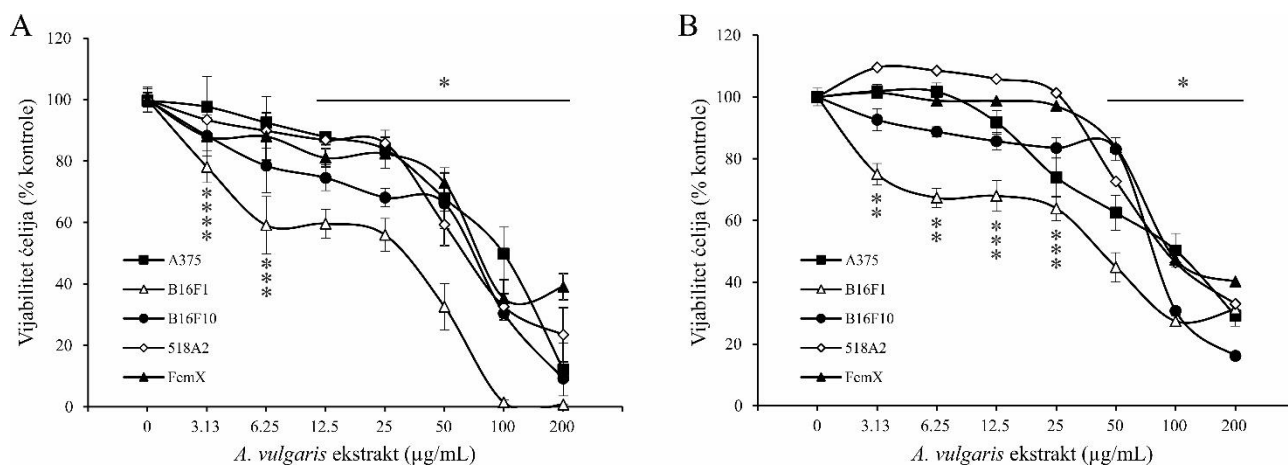 A
B
120
100
80
60
40
20
0
Vijabilitet ćelija (% kontrole)
*
****
***
A375
B16F1
B16F10
518A2
FemX
0 3.13 6.25 12.5 25 50 100 200
A. vulgaris ekstrakt (µg/mL)
120
100
80
60
40
20
0
Vijabilitet ćelija (% kontrole)
*
**
**
***
***
A375
B16F1
B16F10
518A2
FemX
0 3.13 6.25 12.5 25 50 100 200
A. vulgaris ekstrakt (µg/mL)